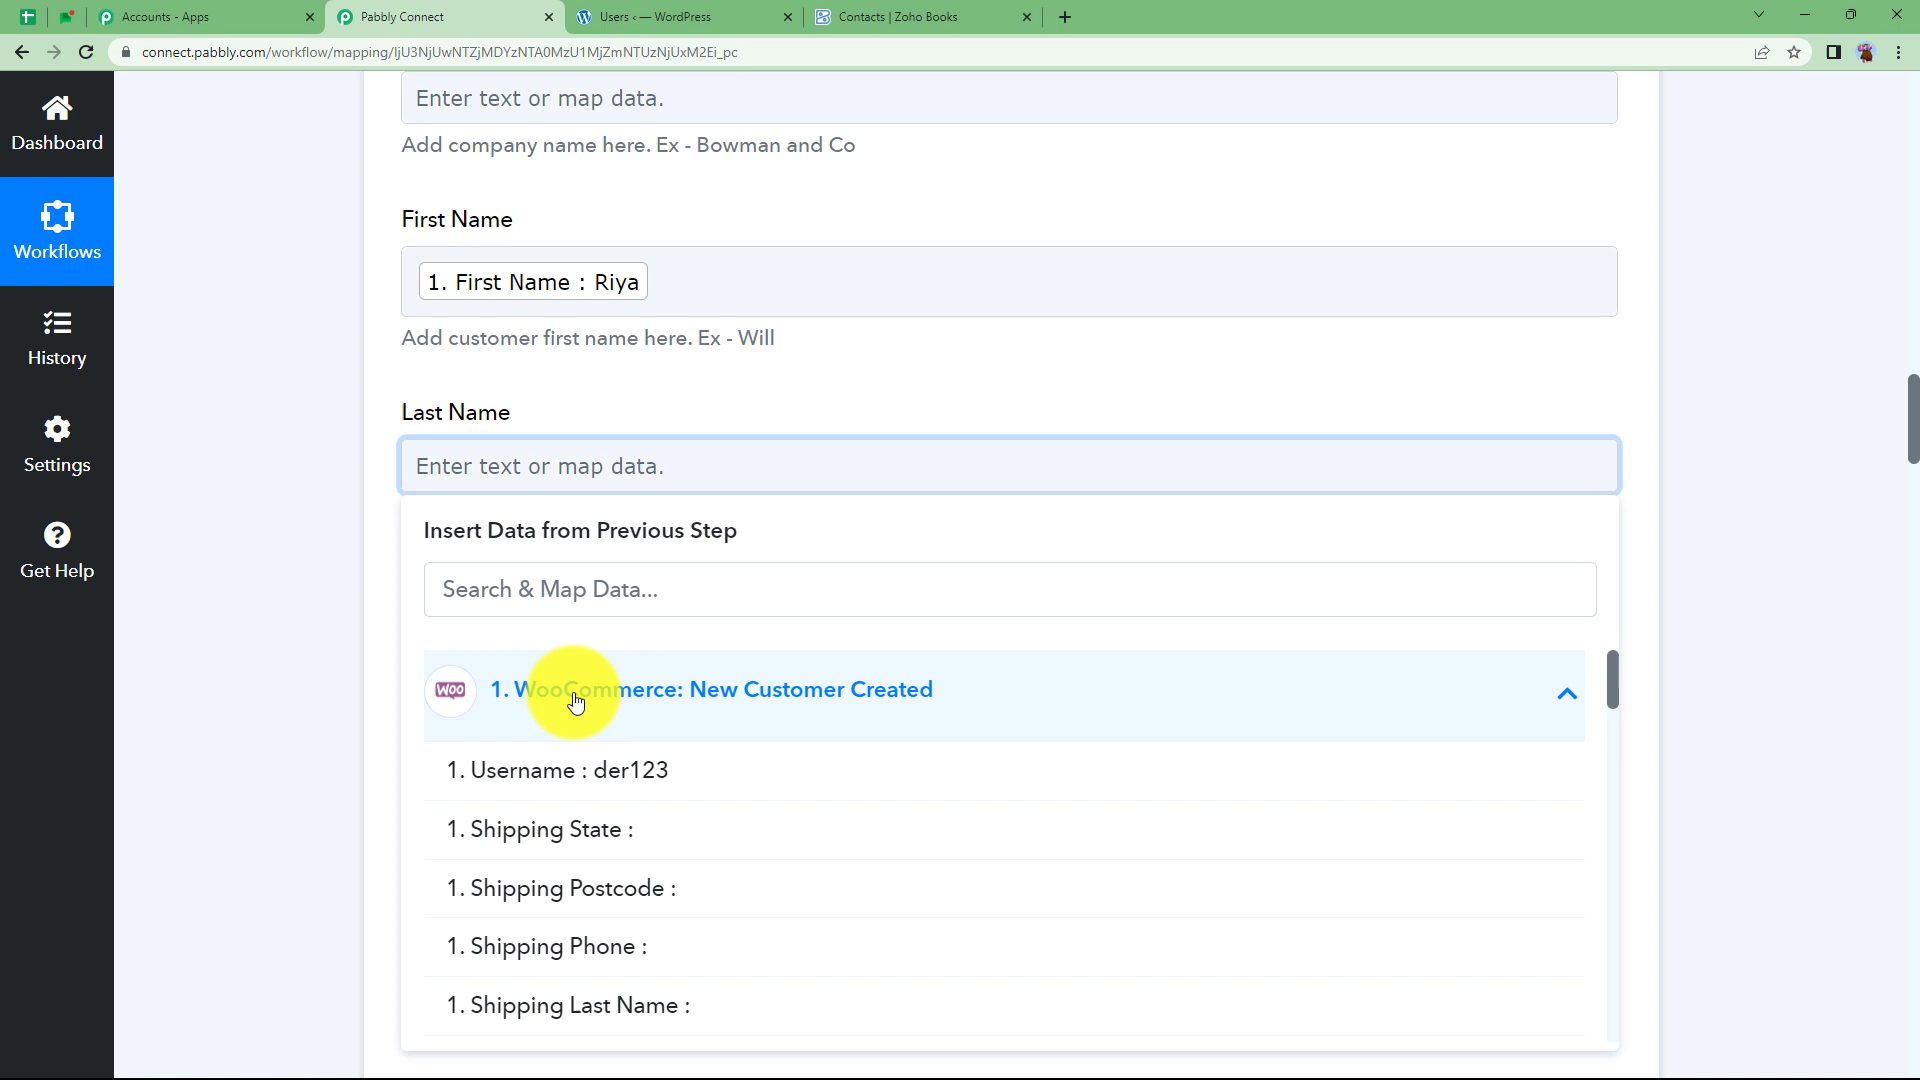 Accounts - Apps
Pabbly Connect
Users ‹ — WordPress
Contacts | Zoho Books
connect.pabbly.com/workflow/mapping/IjU3NjUwNTZjMDYzNTA0MzU1MjZmNTUzNjUxM2Ei_pc
Dashboard
Workflows
History
Settings
Get Help
Enter text or map data.
Add company name here. Ex - Bowman and Co
First Name
1. First Name : Riya
Add customer first name here. Ex - Will
Last Name
Enter text or map data.
Insert Data from Previous Step
Search & Map Data...
WOO
1. WooCommerce: New Customer Created
1. Username : der123
1. Shipping State :
1. Shipping Postcode :
1. Shipping Phone :
1. Shipping Last Name :